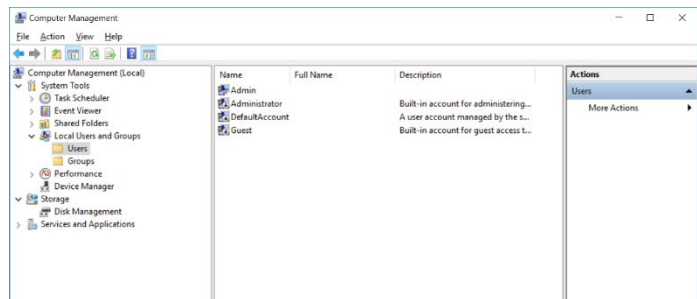 Computer Management
File Action View Help
Computer Management (Local)
System Tools
Task Scheduler
Event Viewer
Shared Folders
Local Users and Groups
Users
Groups
Performance
Device Manager
Storage
Disk Management
Services and Applications
Name Full Name Description
Admin
Administrator Built-in account for administering...
DefaultAccount A user account managed by the s...
Guest Built-in account for guest access t...
Actions
Users
More Actions